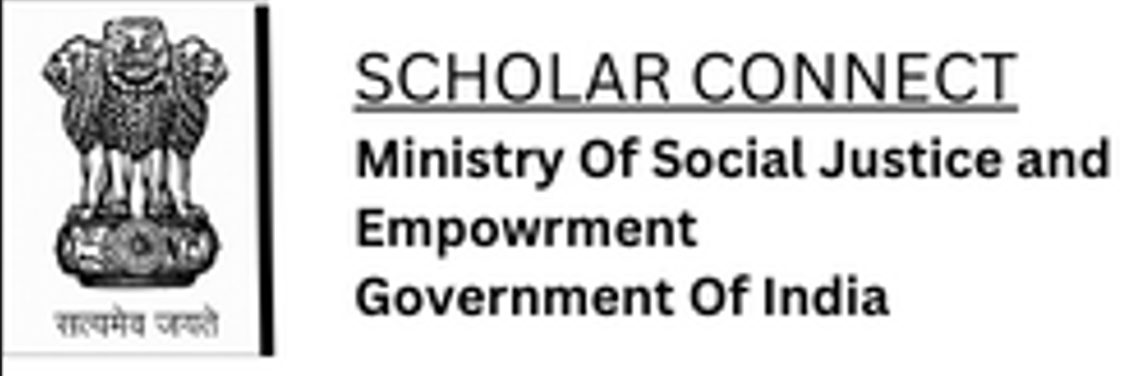 SCHOLAR CONNECT
Ministry Of Social Justice and
Empowrment
Government Of India
सत्यमेव जयते